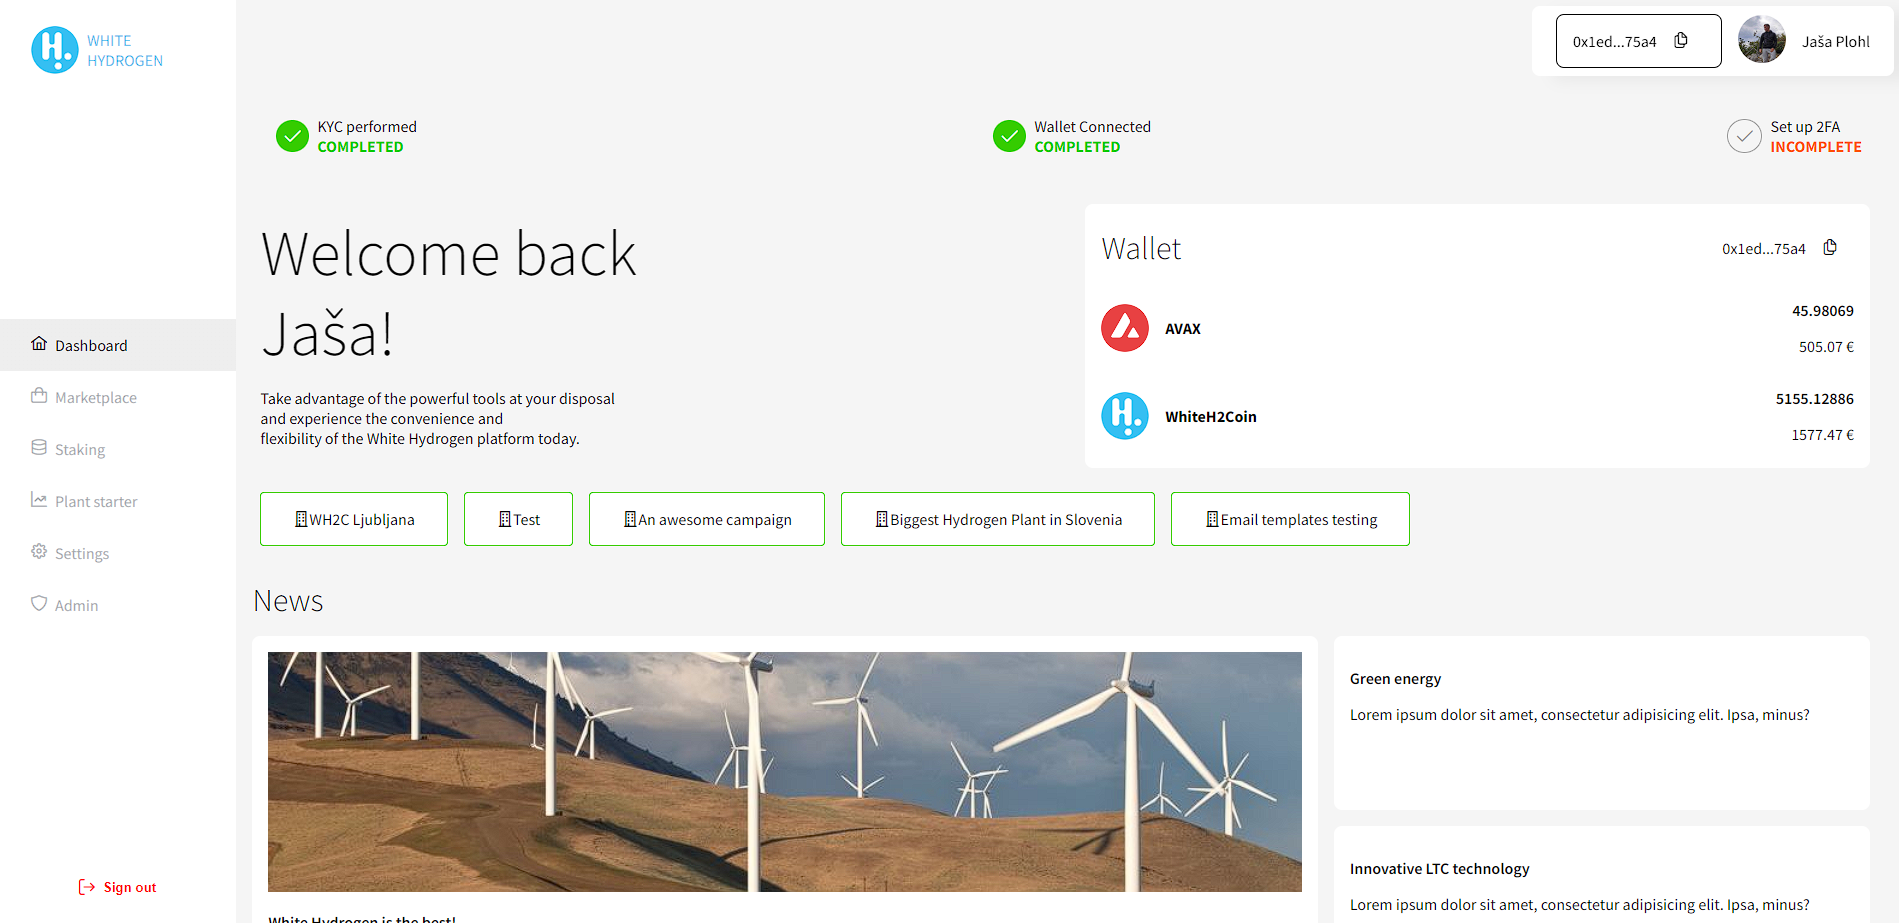 WHITE
HYDROGEN
0x1ed...75a4
Jaša Plohl
KYC performed
COMPLETED
Wallet Connected
COMPLETED
Set up 2FA
INCOMPLETE
Dashboard
Marketplace
Staking
Plant starter
Settings
Admin
Sign out
Welcome back
Jaša!
Take advantage of the powerful tools at your disposal
and experience the convenience and
flexibility of the White Hydrogen platform today.
Wallet
0x1ed...75a4
AVAX
45.98069
505.07 €
WhiteH2Coin
5155.12886
1577.47 €
WH2C Ljubljana
Test
An awesome campaign
Biggest Hydrogen Plant in Slovenia
Email templates testing
News
White Hydrogen is the best!
Green energy
Lorem ipsum dolor sit amet, consectetur adipisicing elit. Ipsa, minus?
Innovative LTC technology
Lorem ipsum dolor sit amet, consectetur adipisicing elit. Ipsa, minus?